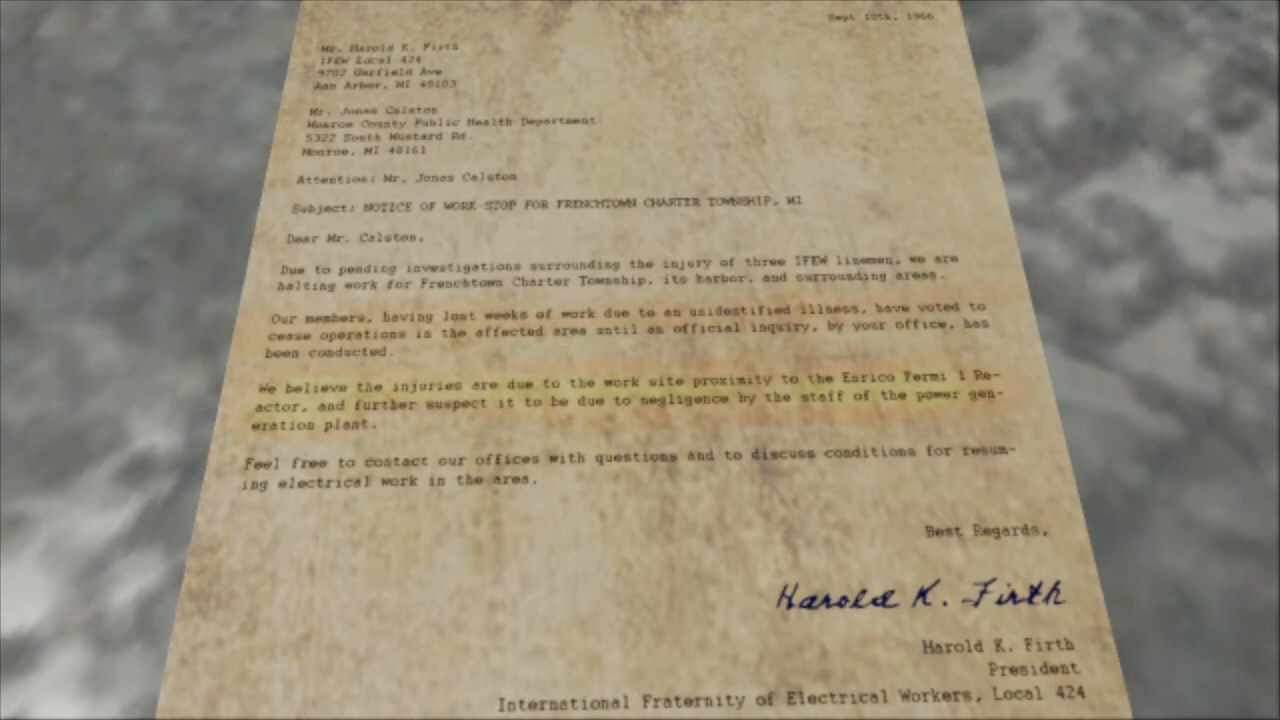 Sept 10th, 1966
Mr. Harold K. Firth
IFEW Local 424
9702 Garfield Ave
Ann Arbor, MI 48103
Mr. Jones Calston
Monroe County Public Health Department
5322 South Mustard Rd.
Monroe, MI 48161
Attention: Mr. Jones Calston
Subject: NOTICE OF WORK STOP FOR FRENCHTOWN CHARTER TOWNSHIP, MI
Dear Mr. Calston,
Due to pending investigations surrounding the injury of three IFEW linemen, we are
halting work for Frenchtown Charter Township, its harbor, and surrounding areas.
Our members, having lost weeks of work due to an unidentified illness, have voted to
cease operations in the affected area until an official inquiry, by your office, has
been conducted.
We believe the injuries are due to the work site proximity to the Enrico Fermi 1 Re-
actor, and further suspect it to be due to negligence by the staff of the power gen-
eration plant.
Feel free to contact our offices with questions and to discuss conditions for resum-
ing electrical work in the area.
Best Regards,
Harold K. Firth
Harold K. Firth
President
International Fraternity of Electrical Workers, Local 424